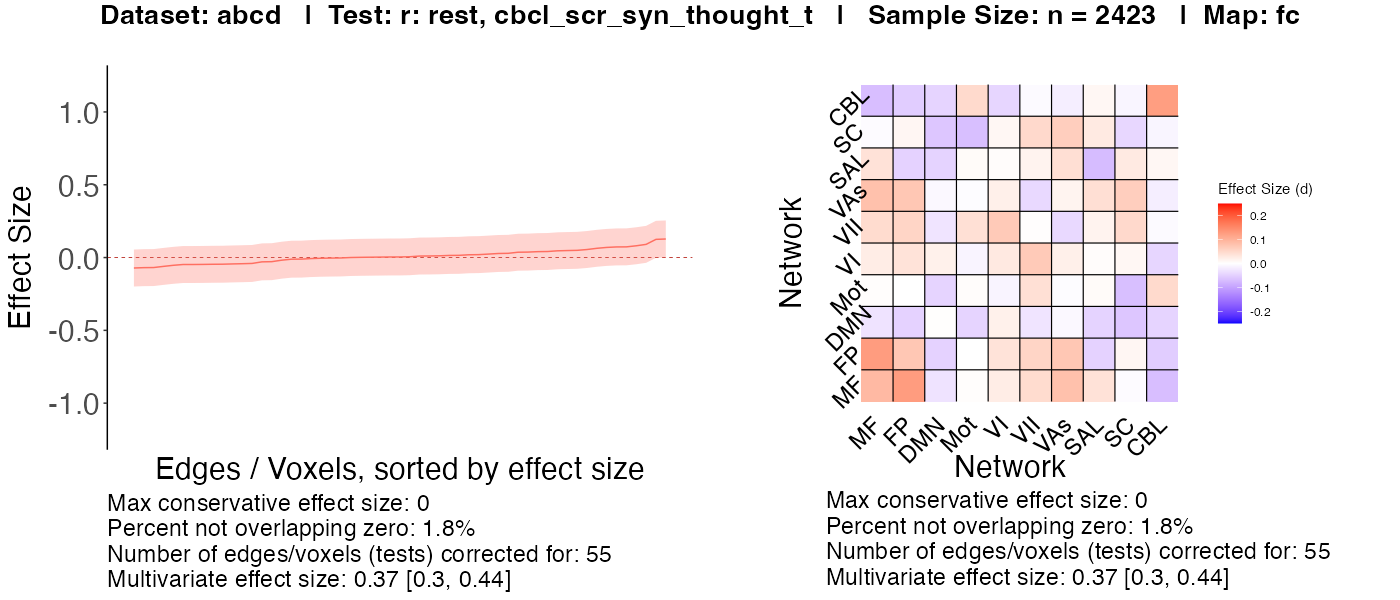 Dataset: abcd | Test: r: rest, cbcl_scr_syn_thought_t | Sample Size: n = 2423 | Map: fc
Effect Size
1.0
0.5
0.0
-0.5
-1.0
Edges / Voxels, sorted by effect size
Max conservative effect size: 0
Percent not overlapping zero: 1.8%
Number of edges/voxels (tests) corrected for: 55
Multivariate effect size: 0.37 [0.3, 0.44]
Network
CBL
SC
SAL
VAs
VII
VI
Mot
DMN
FP
MF
MF FP DMN Mot VI VII VAs SAL SC CBL
Network
Effect Size (d)
0.2
0.1
0.0
-0.1
-0.2
Max conservative effect size: 0
Percent not overlapping zero: 1.8%
Number of edges/voxels (tests) corrected for: 55
Multivariate effect size: 0.37 [0.3, 0.44]